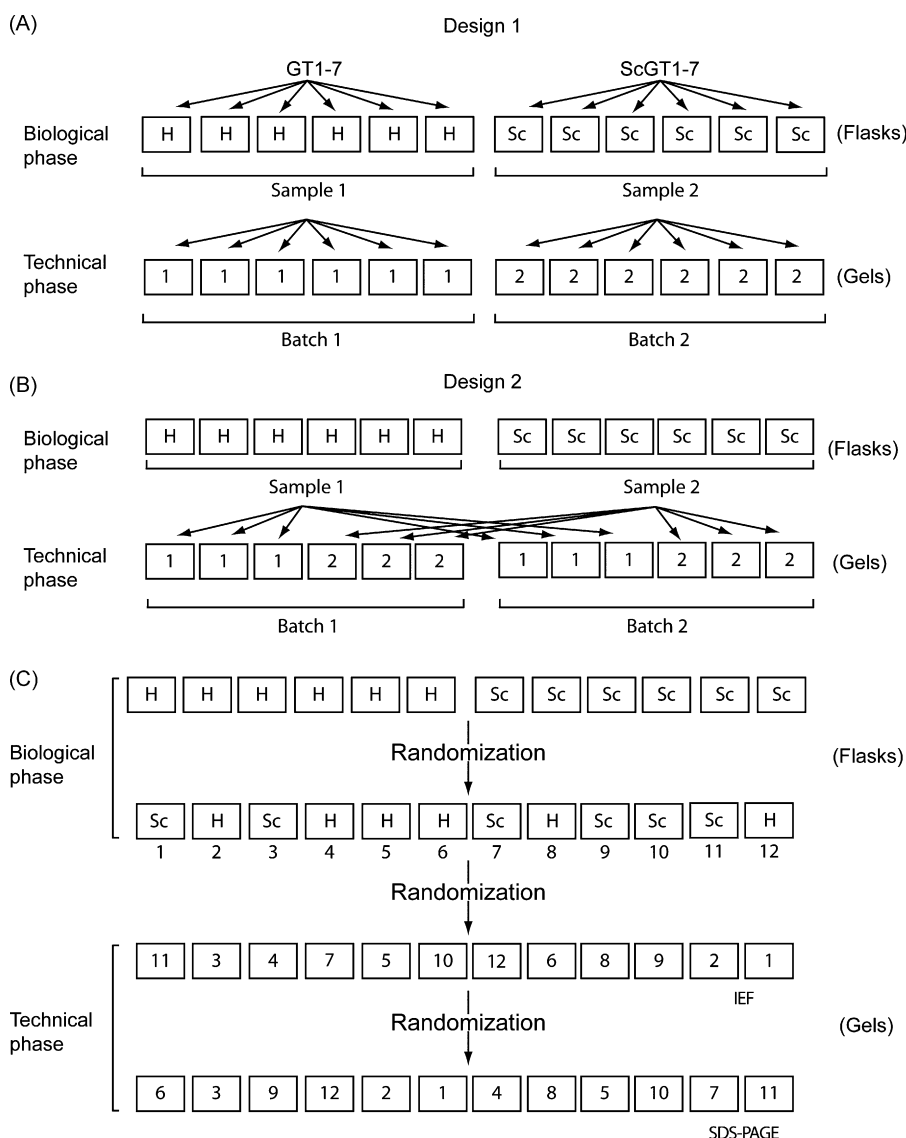 (A)
Design 1
GT1-7 ScGT1-7
Biological phase
H H H H H H Sc Sc Sc Sc Sc Sc (Flasks)
Sample 1 Sample 2
Technical phase
1 1 1 1 1 1 2 2 2 2 2 2 (Gels)
Batch 1 Batch 2
(B)
Design 2
Biological phase
H H H H H H Sc Sc Sc Sc Sc Sc (Flasks)
Sample 1 Sample 2
Technical phase
1 1 1 2 2 2 1 1 1 2 2 2 (Gels)
Batch 1 Batch 2
(C)
H H H H H H Sc Sc Sc Sc Sc Sc
Biological phase
Randomization
(Flasks)
Sc H Sc H H H Sc H Sc Sc Sc H
1 2 3 4 5 6 7 8 9 10 11 12
Randomization
11 3 4 7 5 10 12 6 8 9 2 1
IEF
Technical phase
Randomization
(Gels)
6 3 9 12 2 1 4 8 5 10 7 11
SDS-PAGE